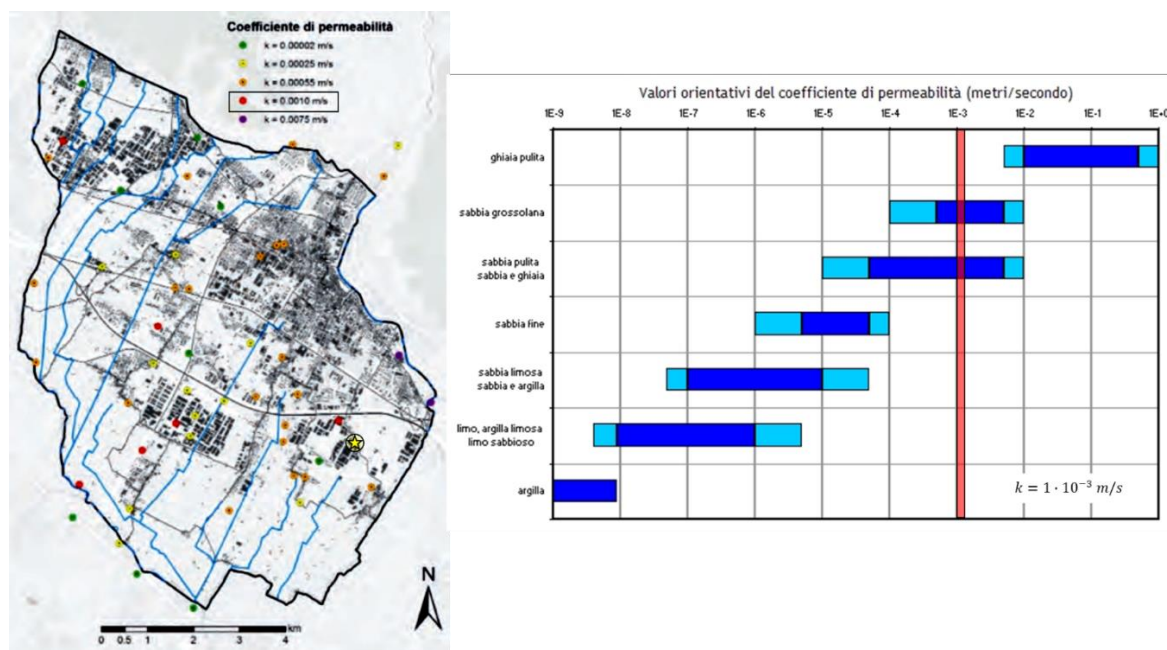 Coefficiente di permeabilità
k = 0.00002 m/s
k = 0.00025 m/s
k = 0.00055 m/s
k = 0.0010 m/s
k = 0.0075 m/s
N
km
0 0.5 1 2 3 4
Valori orientativi del coefficiente di permeabilità (metri/secondo)
1E-9 1E-8 1E-7 1E-6 1E-5 1E-4 1E-3 1E-2 1E-1 1E+0
ghiaia pulita
sabbia grossolana
sabbia pulita
sabbia e ghiaia
sabbia fine
sabbia limosa
sabbia e argilla
limo, argilla limosa
limo sabbioso
argilla
k = 1 · 10⁻³ m/s